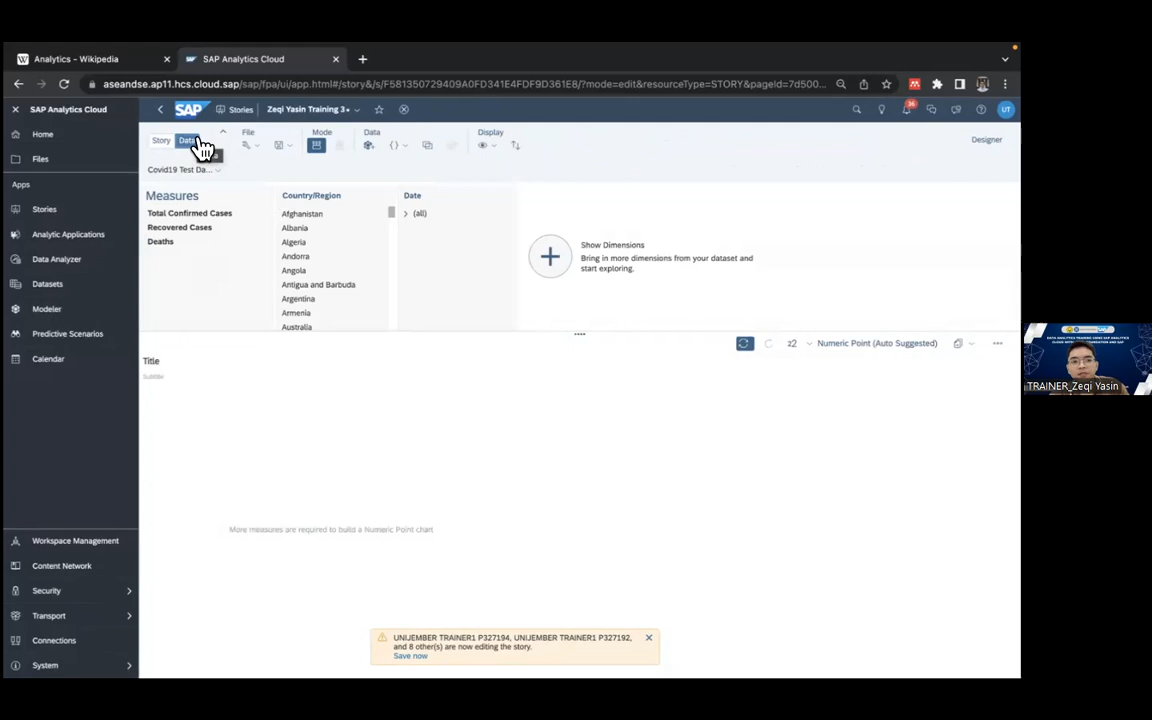 Analytics - Wikipedia
SAP Analytics Cloud
aseandse.ap11.hcs.cloud.sap/sap/fpa/ui/app.html#/story&/s/F581350729409A0FD341E4FDF9D361E8/?mode=edit&resourceType=STORY&pageId=7d500...
SAP Analytics Cloud
SAP
Stories
Zeqi Yasin Training 3+
36
UT
Home
Files
Apps
Stories
Analytic Applications
Data Analyzer
Datasets
Modeler
Predictive Scenarios
Calendar
Workspace Management
Content Network
Security
Transport
Connections
System
Story
Data
File
Mode
Data
Display
Designer
Covid19 Test Da...
Measures
Total Confirmed Cases
Recovered Cases
Deaths
Country/Region
Afghanistan
Albania
Algeria
Andorra
Angola
Antigua and Barbuda
Argentina
Armenia
Australia
Date
(all)
Show Dimensions
Bring in more dimensions from your dataset and
start exploring.
Numeric Point (Auto Suggested)
Title
Subtitle
More measures are required to build a Numeric Point chart
UNIJEMBER TRAINER1 P327194, UNIJEMBER TRAINER1 P327192,
and 8 other(s) are now editing the story.
Save now
TRAINER_Zeqi Yasin